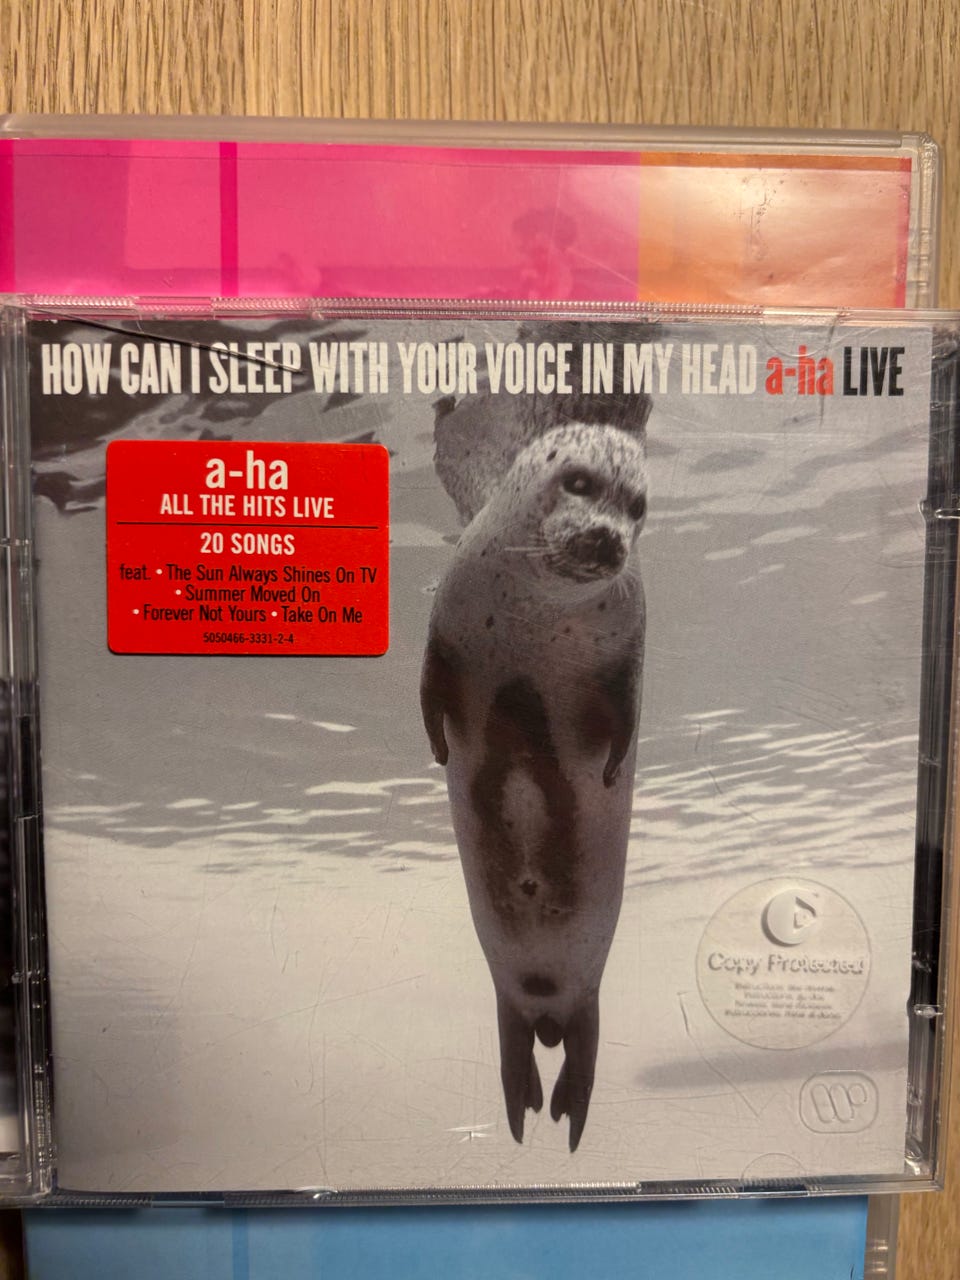 HOW CAN I SLEEP WITH YOUR VOICE IN MY HEAD a-ha LIVE
a-ha
ALL THE HITS LIVE
20 SONGS
feat. • The Sun Always Shines On TV
• Summer Moved On
• Forever Not Yours • Take On Me
5050466-3331-2-4
Copy Protected